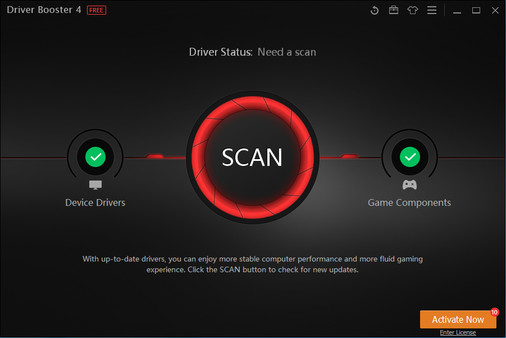 Driver Booster 4 FREE
Driver Status: Need a scan
SCAN
Device Drivers
Game Components
With up-to-date drivers, you can enjoy more stable computer performance and more fluid gaming
experience. Click the SCAN button to check for new updates.
10
Activate Now
Enter License